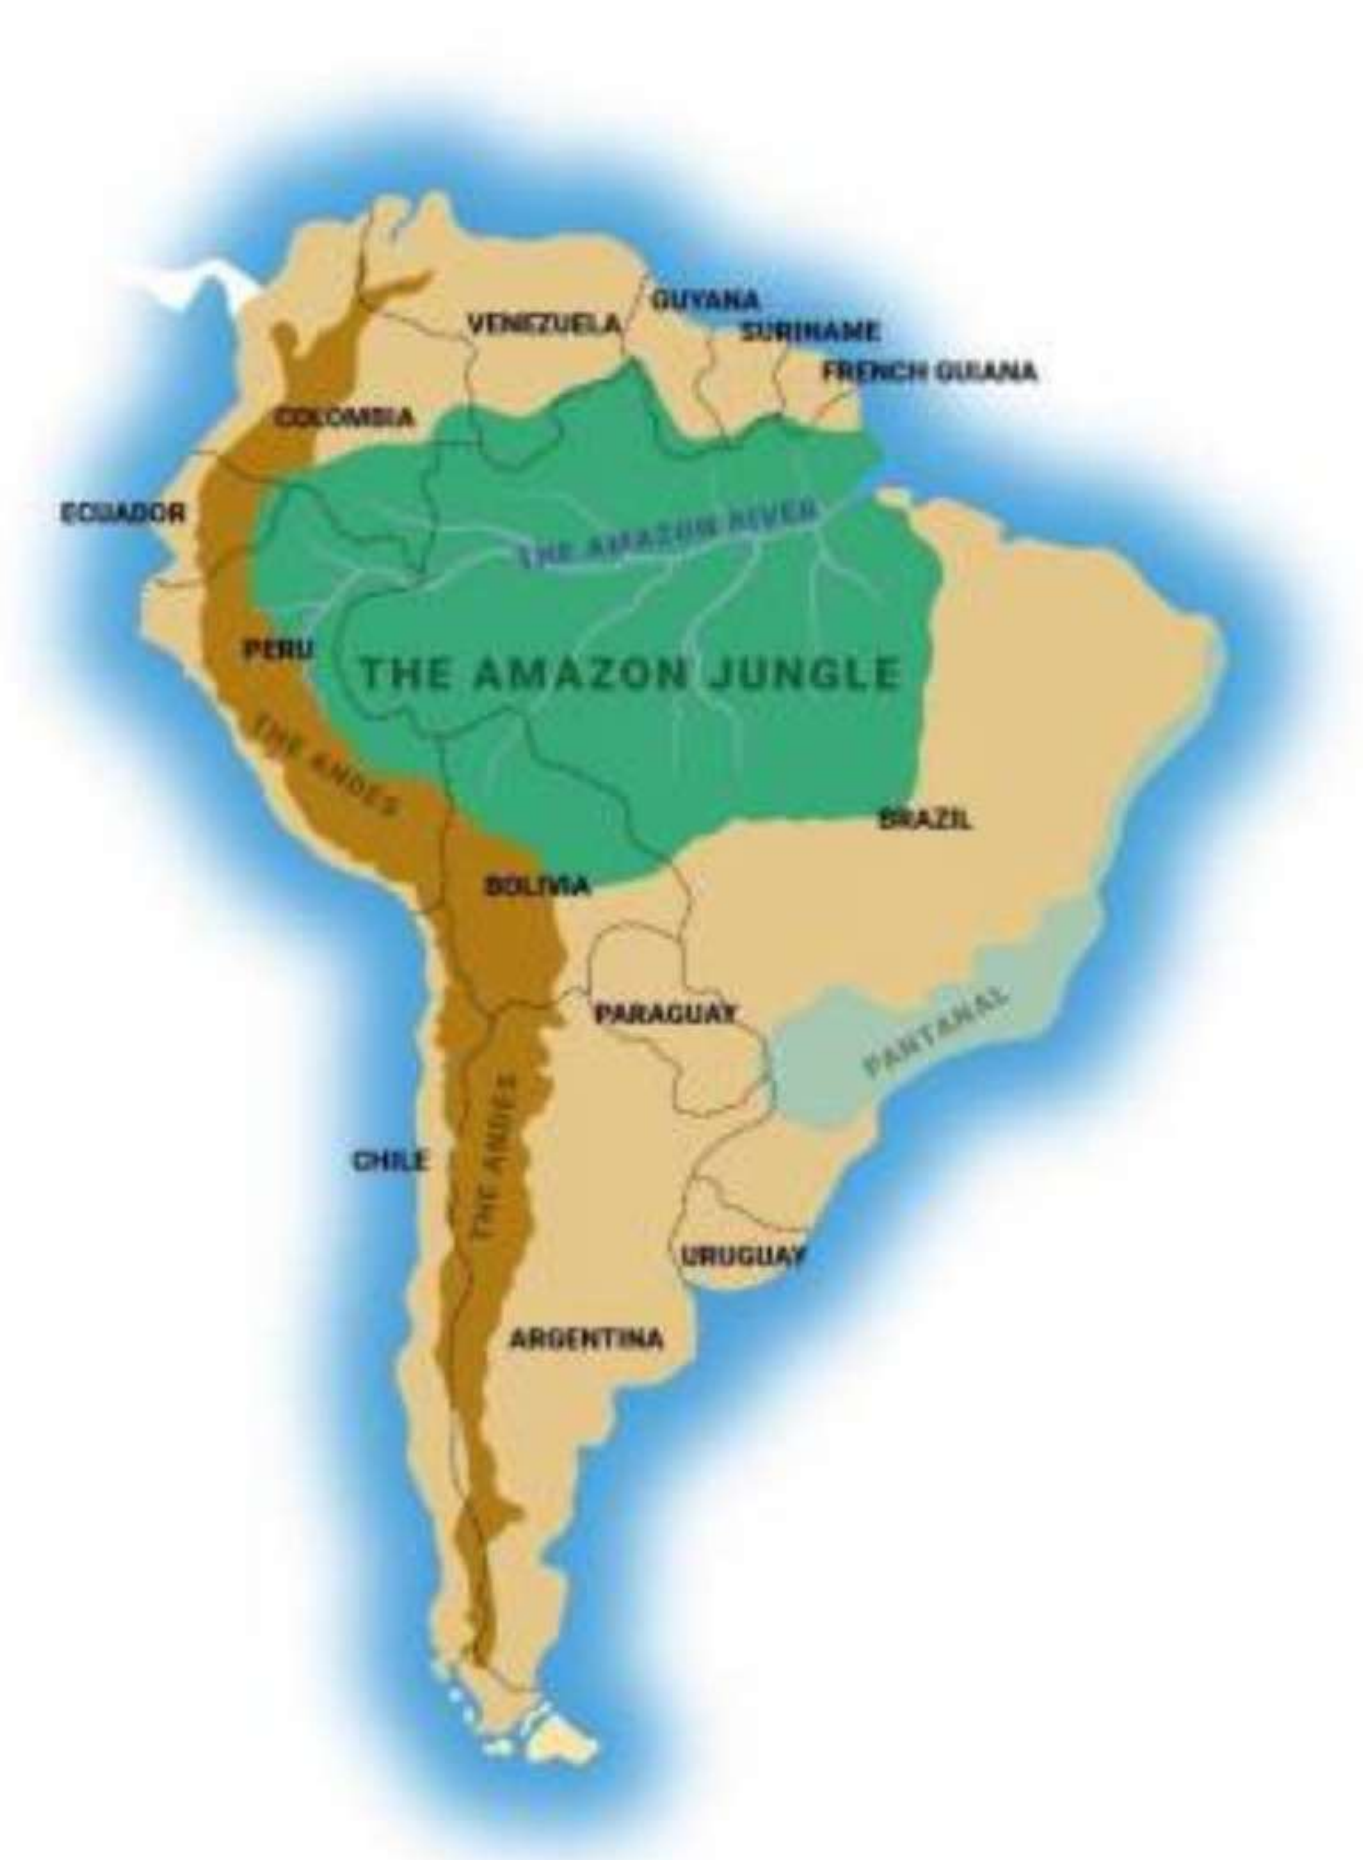 GUYANA
VENEZUELA
SURINAME
FRENCH GUIANA
COLOMBIA
ECUADOR
THE AMAZON RIVER
PERU
THE AMAZON JUNGLE
THE ANDES
BRAZIL
BOLIVIA
PARAGUAY
PANTANAL
THE ANDES
CHILE
URUGUAY
ARGENTINA